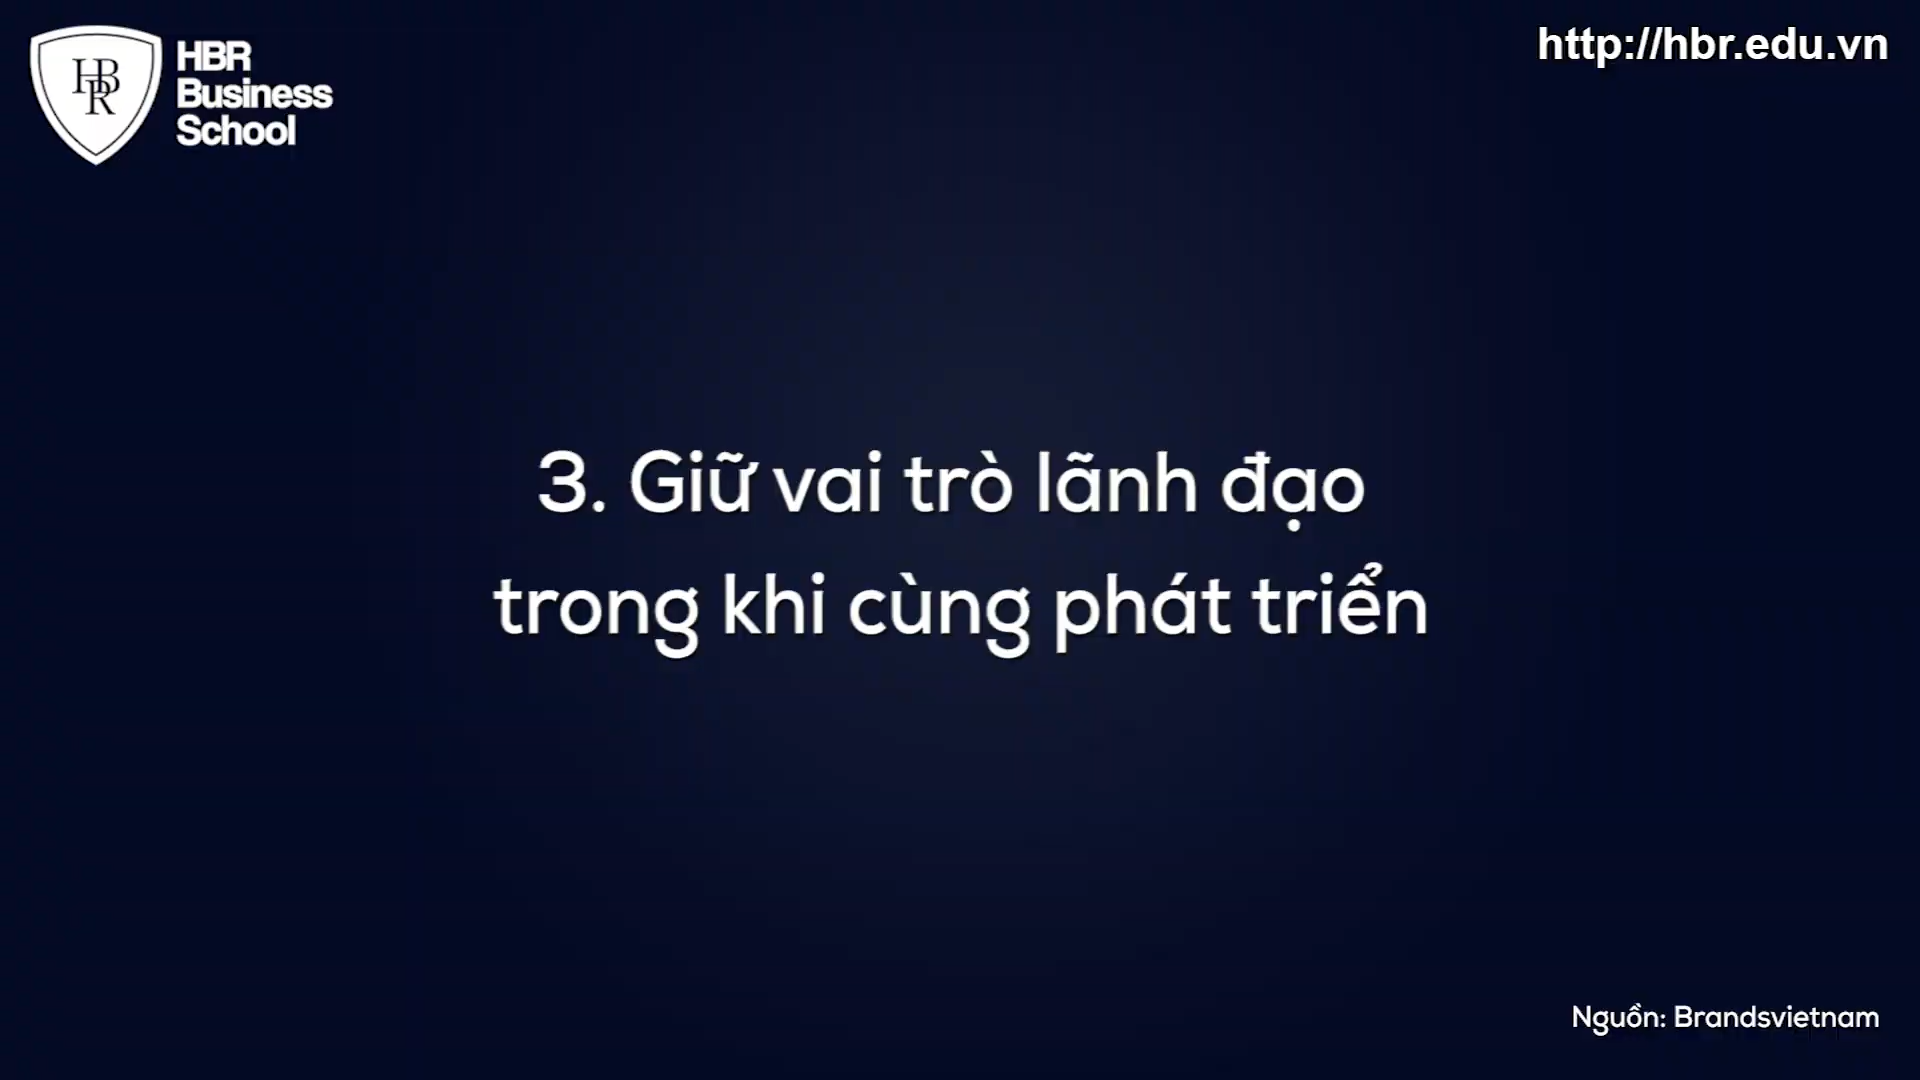 HBR
Business
School
HBR
http://hbr.edu.vn
3. Giữ vai trò lãnh đạo
trong khi cùng phát triển
Nguồn: Brandsvietnam